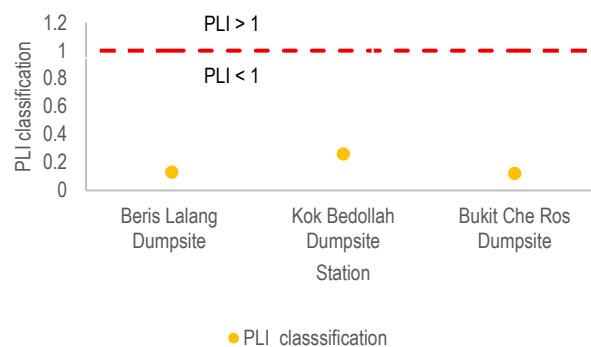 PLI classification
1.2
1
0.8
0.6
0.4
0.2
0
PLI > 1
PLI < 1
Beris Lalang
Dumpsite
Kok Bedollah
Dumpsite
Bukit Che Ros
Dumpsite
Station
PLI classsification